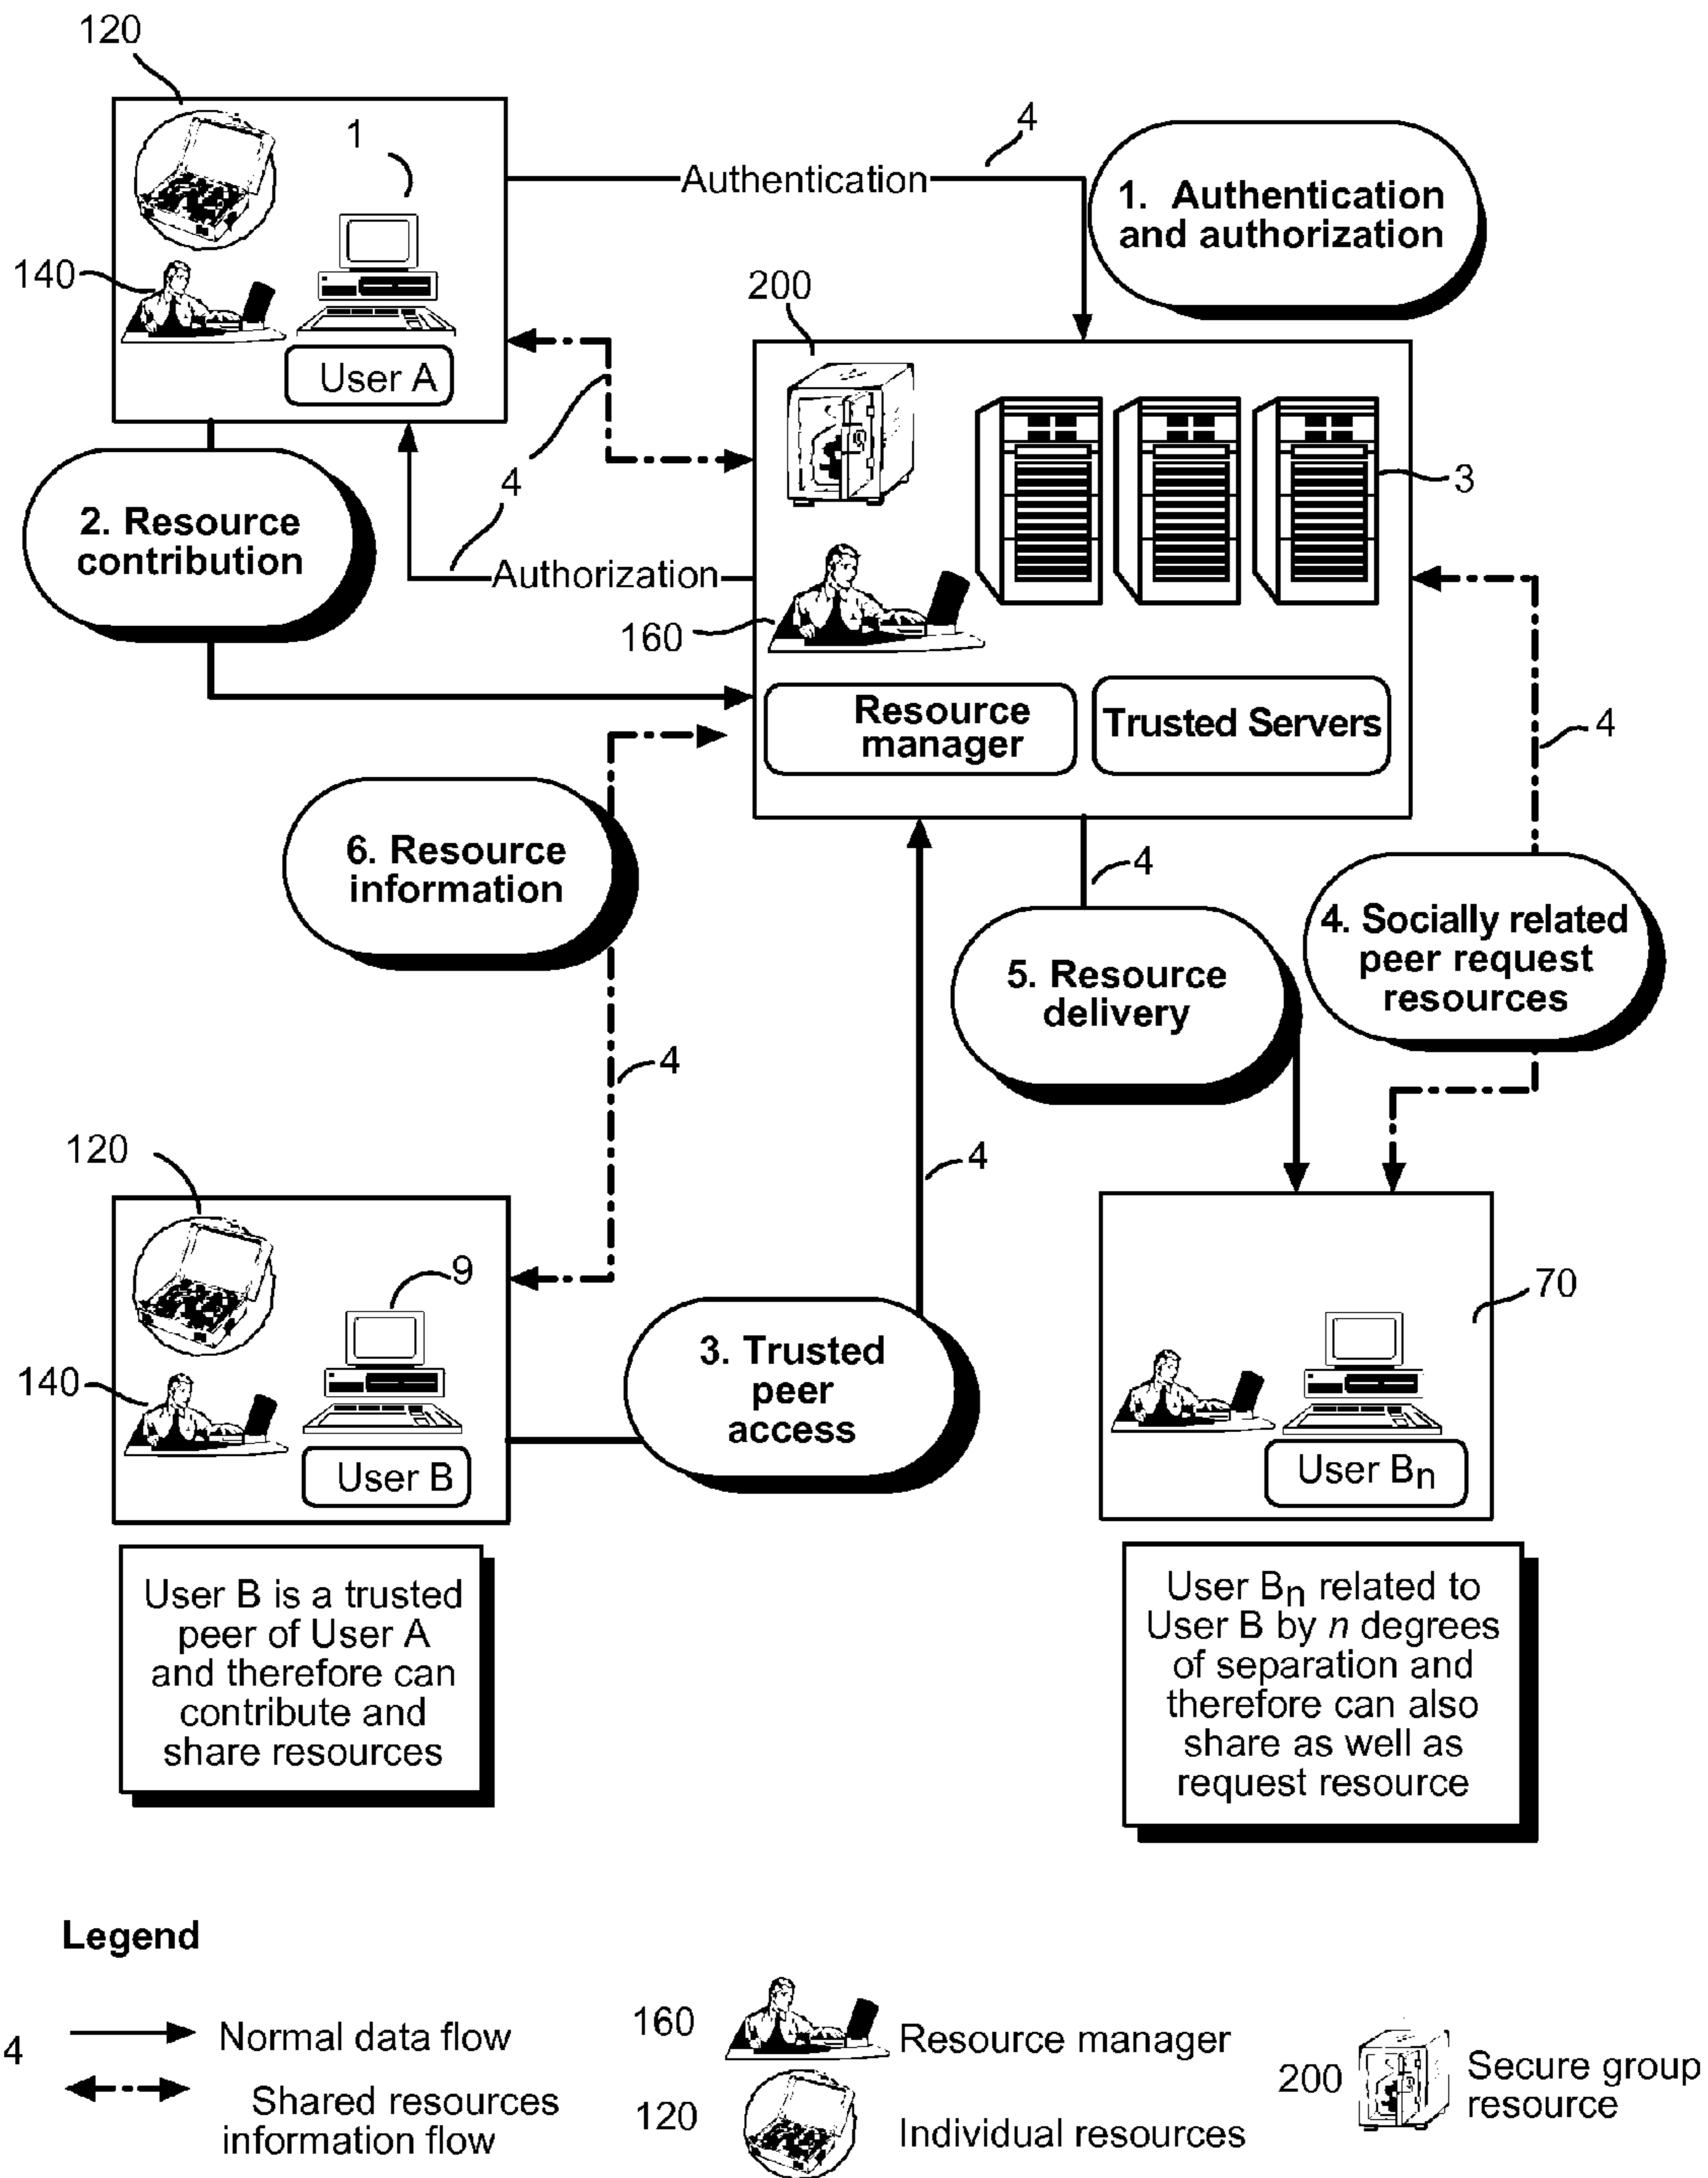 120
1
4
Authentication
1. Authentication
and authorization
140
200
User A
4
3
2. Resource
contribution
Authorization
160
Resource
manager
Trusted Servers
4
6. Resource
information
4
4. Socially related
peer request
resources
5. Resource
delivery
4
120
4
9
70
3. Trusted
peer
access
140
User B
User Bn
User B is a trusted
peer of User A
and therefore can
contribute and
share resources
User Bn related to
User B by n degrees
of separation and
therefore can also
share as well as
request resource
Legend
4
Normal data flow
Shared resources
information flow
160
Resource manager
120
Individual resources
200
Secure group
resource